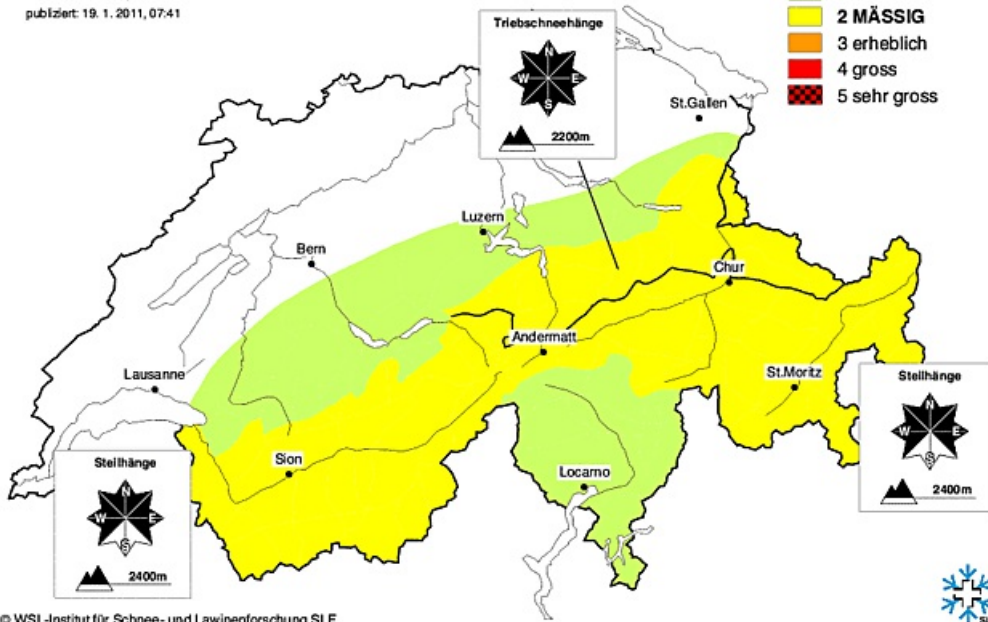 publiziert: 19. 1. 2011, 07:41
2 MÄSSIG
3 erheblich
4 gross
5 sehr gross
Triebschneehänge
N
W E
S
2200m
St.Gallen
Luzern
Bern
Chur
Andermatt
Lausanne
St.Moritz
Steilhänge
N
W E
S
2400m
Sion
Locarno
Steilhänge
N
W E
S
2400m
© WSL-Institut für Schnee- und Lawinenforschung SLF